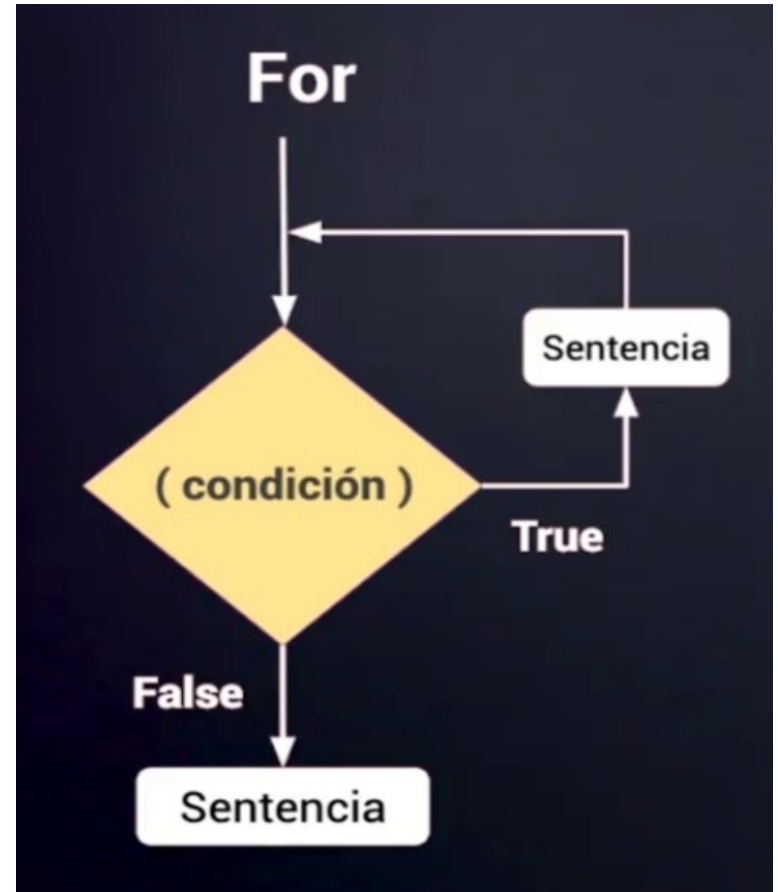 For
Sentencia
( condición )
True
False
Sentencia